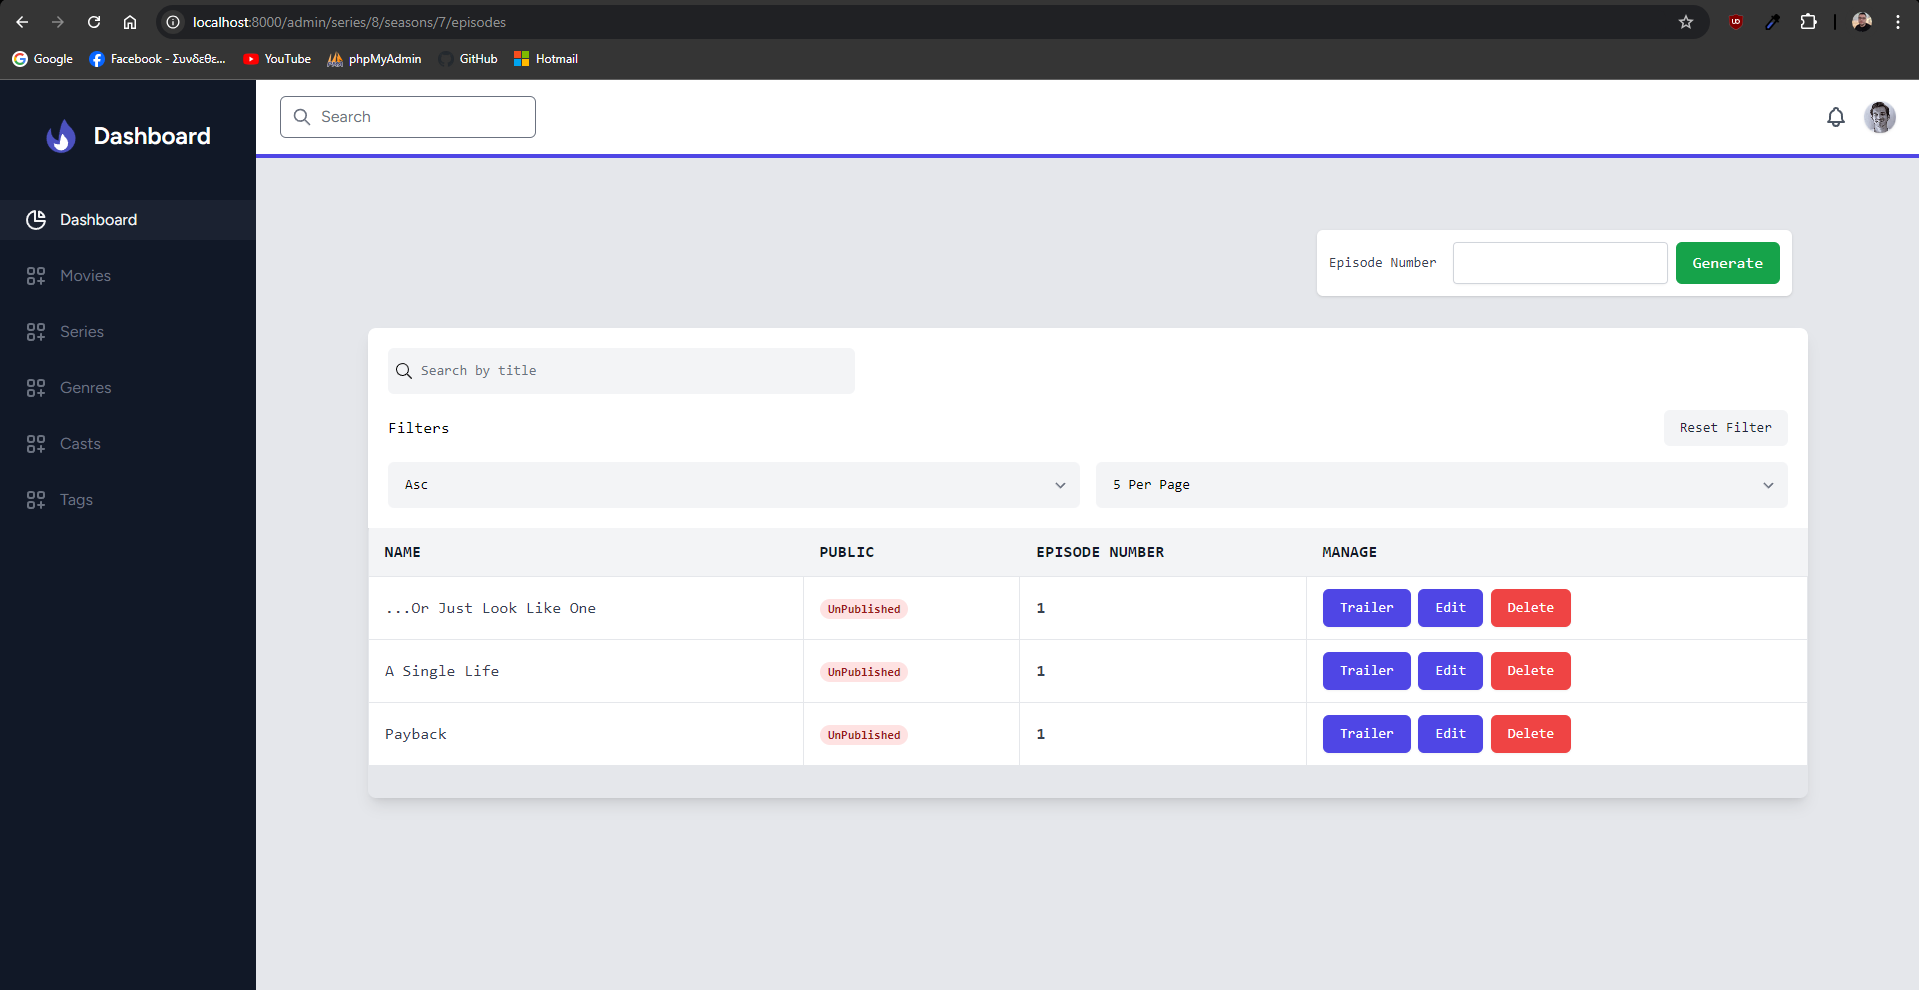 localhost:8000/admin/series/8/seasons/7/episodes
Google
Facebook - Συνδεθε...
YouTube
phpMyAdmin
GitHub
Hotmail
Dashboard
Search
Dashboard
Movies
Series
Genres
Casts
Tags
Episode Number
Generate
Search by title
Filters
Reset Filter
Asc
5 Per Page
NAME PUBLIC EPISODE NUMBER MANAGE
...Or Just Look Like One UnPublished 1 Trailer Edit Delete
A Single Life UnPublished 1 Trailer Edit Delete
Payback UnPublished 1 Trailer Edit Delete